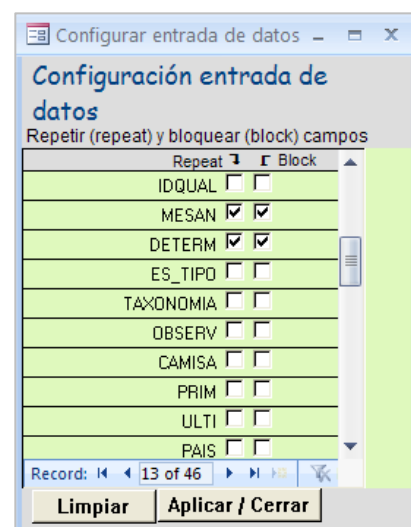 Configurar entrada de datos
Configuración entrada de
datos
Repetir (repeat) y bloquear (block) campos
Repeat Block
IDQUAL
MESAN
DETERM
ES_TIPO
TAXONOMIA
OBSERV
CAMISA
PRIM
ULTI
PAIS
Record: 13 of 46
Limpiar Aplicar / Cerrar